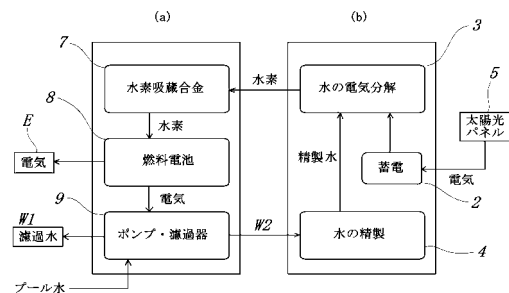 (a)
(b)
7
3
水素吸蔵合金
水素
水の電気分解
5
太陽光
パネル
8
水素
E
電気
燃料電池
精製水
蓄電
電気
2
9
電気
W1
濾過水
ポンプ・濾過器
W2
水の精製
4
プール水